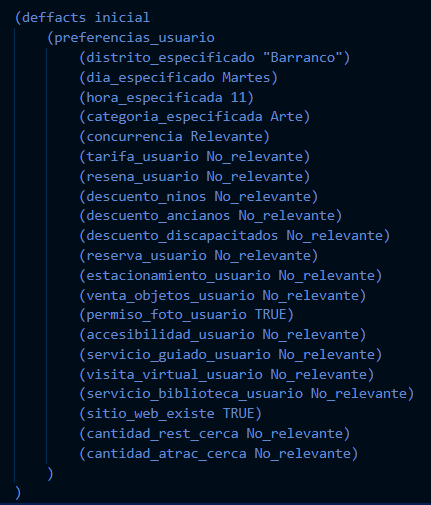 (deffacts inicial
(preferencias_usuario
(distrito_especificado "Barranco")
(dia_especificado Martes)
(hora_especificada 11)
(categoria_especificada Arte)
(concurrencia Relevante)
(tarifa_usuario No_relevante)
(resena_usuario No_relevante)
(descuento_ninos No_relevante)
(descuento_ancianos No_relevante)
(descuento_discapacitados No_relevante)
(reserva_usuario No_relevante)
(estacionamiento_usuario No_relevante)
(venta_objetos_usuario No_relevante)
(permiso_foto_usuario TRUE)
(accesibilidad_usuario No_relevante)
(servicio_guiado_usuario No_relevante)
(visita_virtual_usuario No_relevante)
(servicio_biblioteca_usuario No_relevante)
(sitio_web_existe TRUE)
(cantidad_rest_cerca No_relevante)
(cantidad_atrac_cerca No_relevante)
)
)